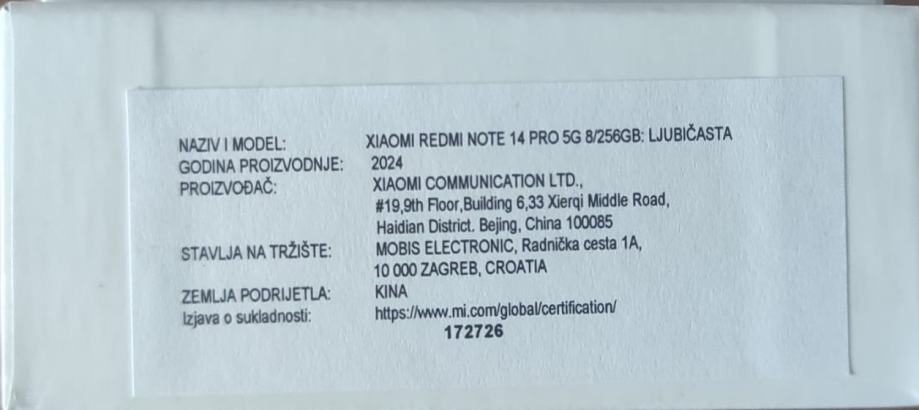 NAZIV I MODEL: XIAOMI REDMI NOTE 14 PRO 5G 8/256GB: LJUBIČASTA
GODINA PROIZVODNJE: 2024
PROIZVOĐAČ: XIAOMI COMMUNICATION LTD.,
#19,9th Floor,Building 6,33 Xierqi Middle Road,
Haidian District. Bejing, China 100085
STAVLJA NA TRŽIŠTE: MOBIS ELECTRONIC, Radnička cesta 1A,
10 000 ZAGREB, CROATIA
ZEMLJA PODRIJETLA: KINA
Izjava o sukladnosti: https://www.mi.com/global/certification/
172726